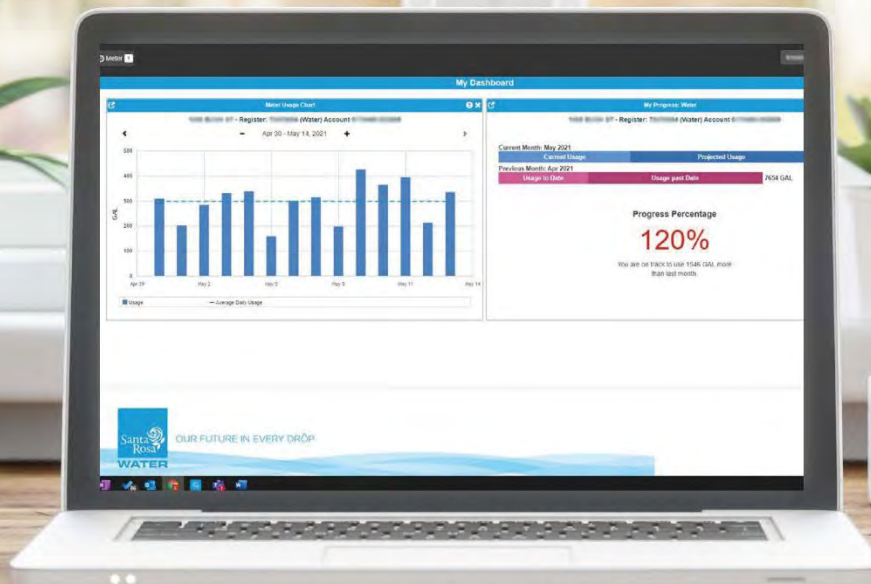 Meter 1
My Dashboard
Meter Usage Chart
- Register: (Water) Account
Apr 30 - May 13, 2021
500
400
300
200
100
0
GAL
Apr 29
May 2
May 5
May 8
May 11
May 14
Usage
Average Daily Usage
My Progress: Water
- Register: (Water) Account
Current Month: May 2021
Current Usage
Projected Usage
Previous Month: Apr 2021
Usage to Date
Usage past Date
7654 GAL
Progress Percentage
120%
You are on track to use 1546 GAL more
than last month.
Santa
Rosa
WATER
OUR FUTURE IN EVERY DROP